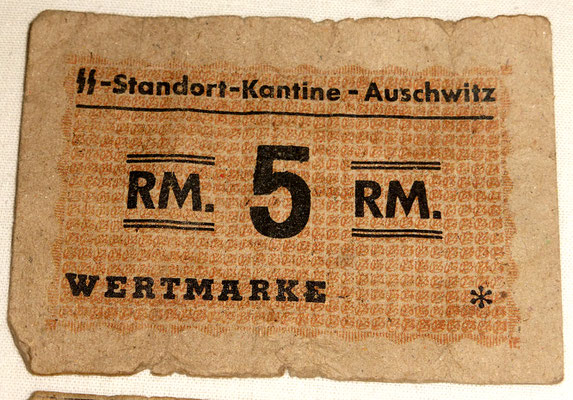 SS-Standort-Kantine-Auschwitz
RM. 5 RM.
WERTMARKE *